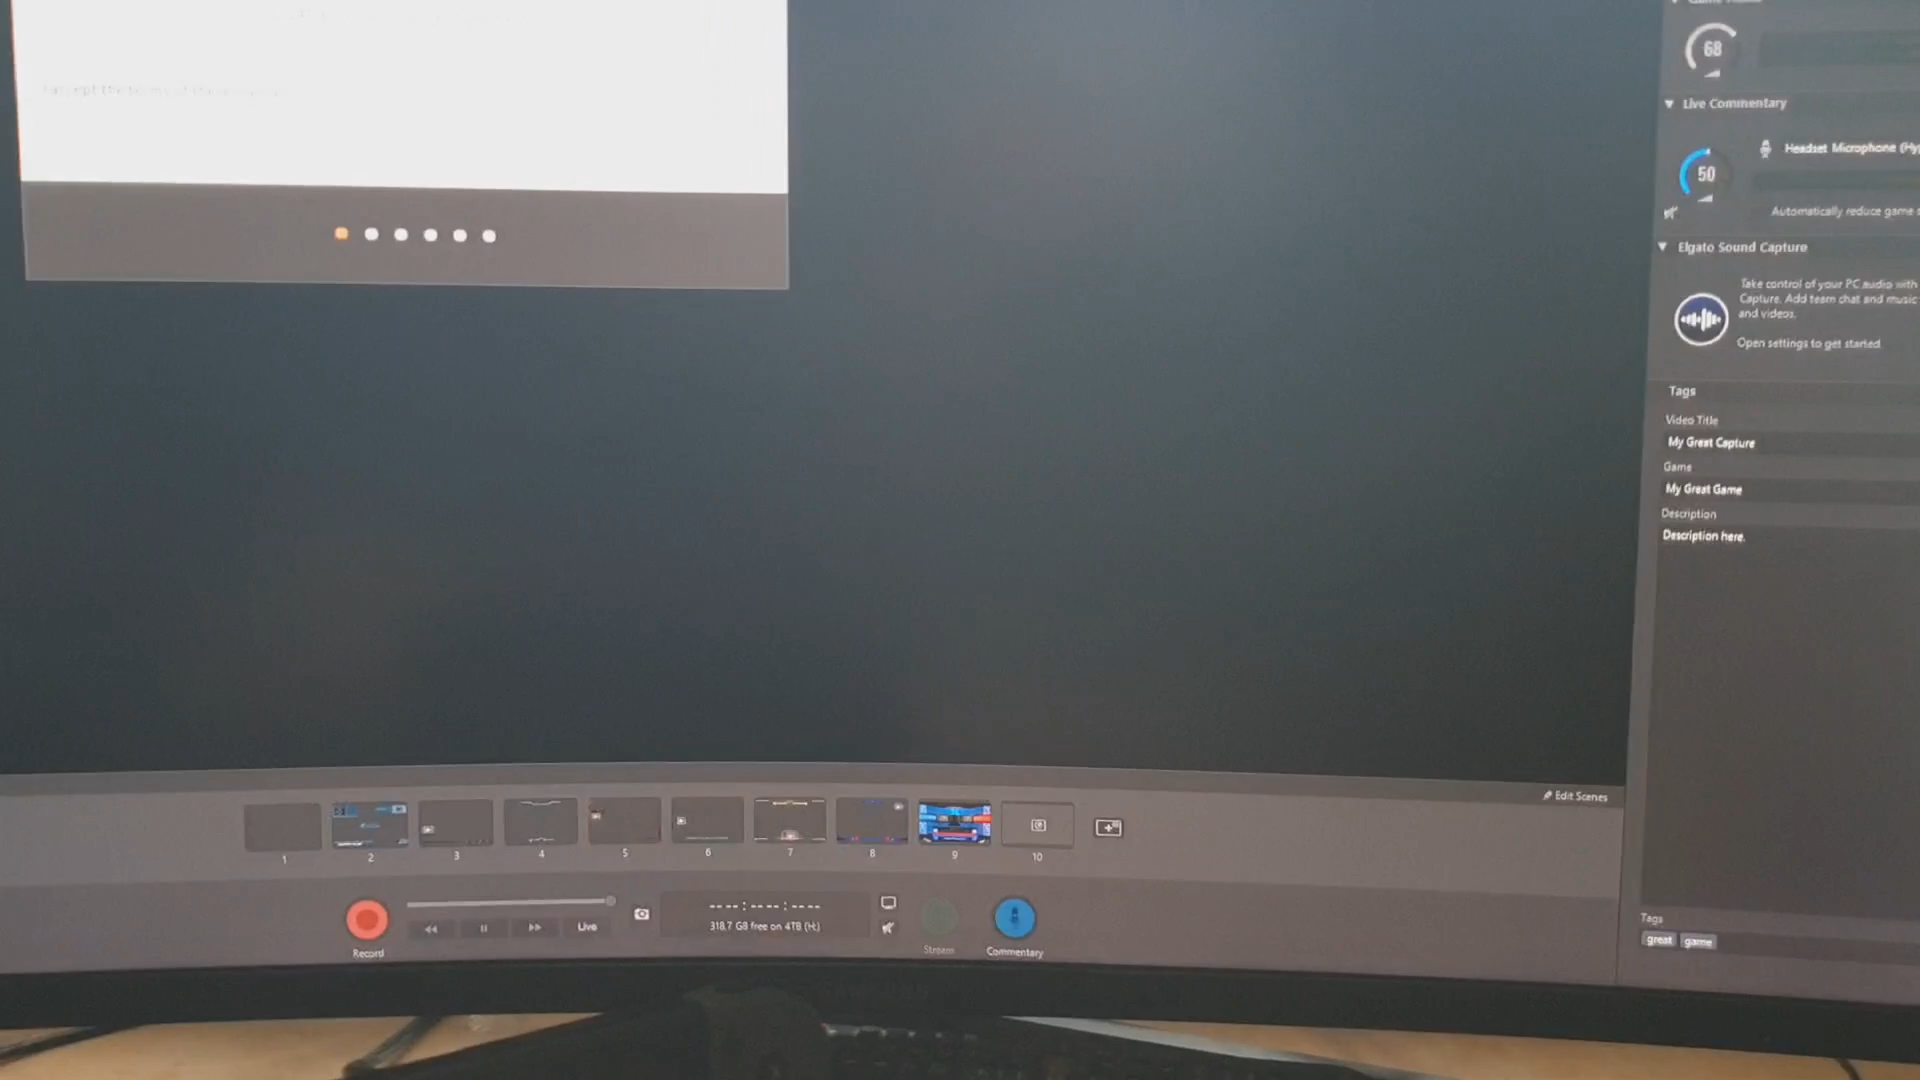 68
Live Commentary
Headset Microphone (Hy
50
Automatically reduce game s
Elgato Sound Capture
Take control of your PC audio with
Capture. Add team chat and music
and videos.
Open settings to get started
Tags
Video Title
My Great Capture
Game
My Great Game
Description
Description here.
Edit Scenes
1 2 3 4 5 6 7 8 9 10
Live
----:----:----
318.7 GB free on 4TB (H:)
Record
Stream
Commentary
Tags
great game